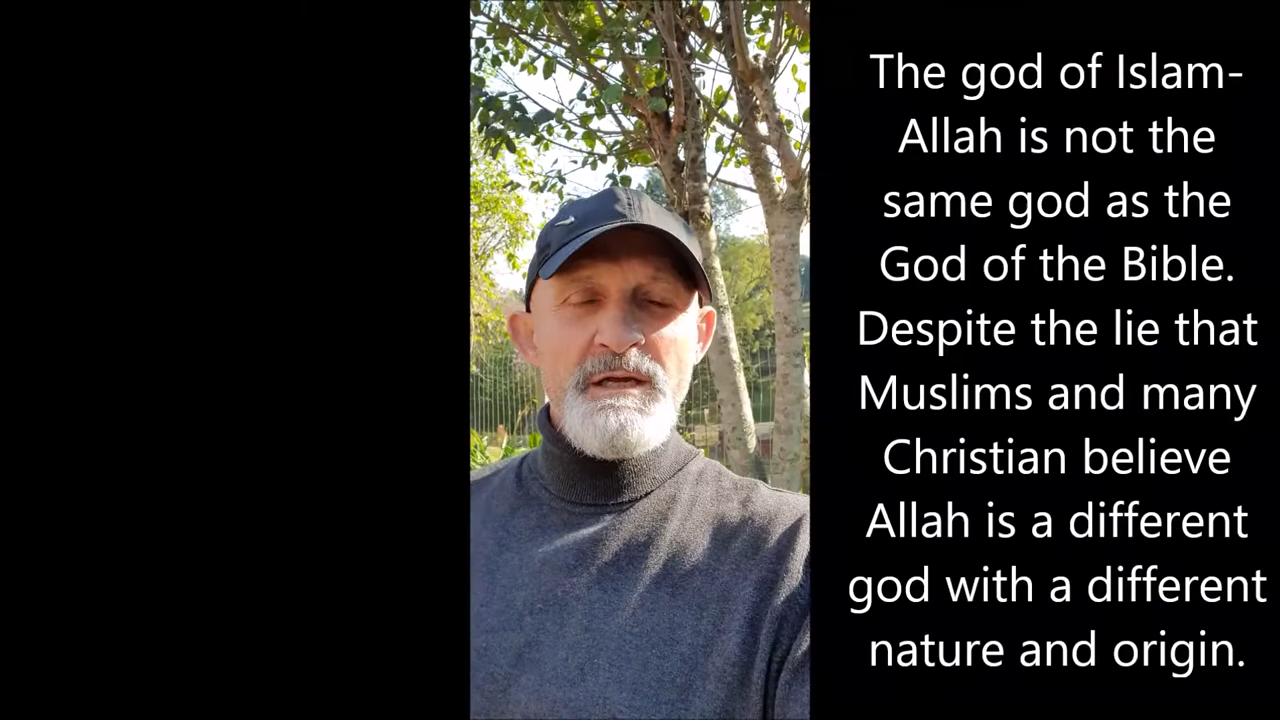 The god of Islam-
Allah is not the
same god as the
God of the Bible.
Despite the lie that
Muslims and many
Christian believe
Allah is a different
god with a different
nature and origin.